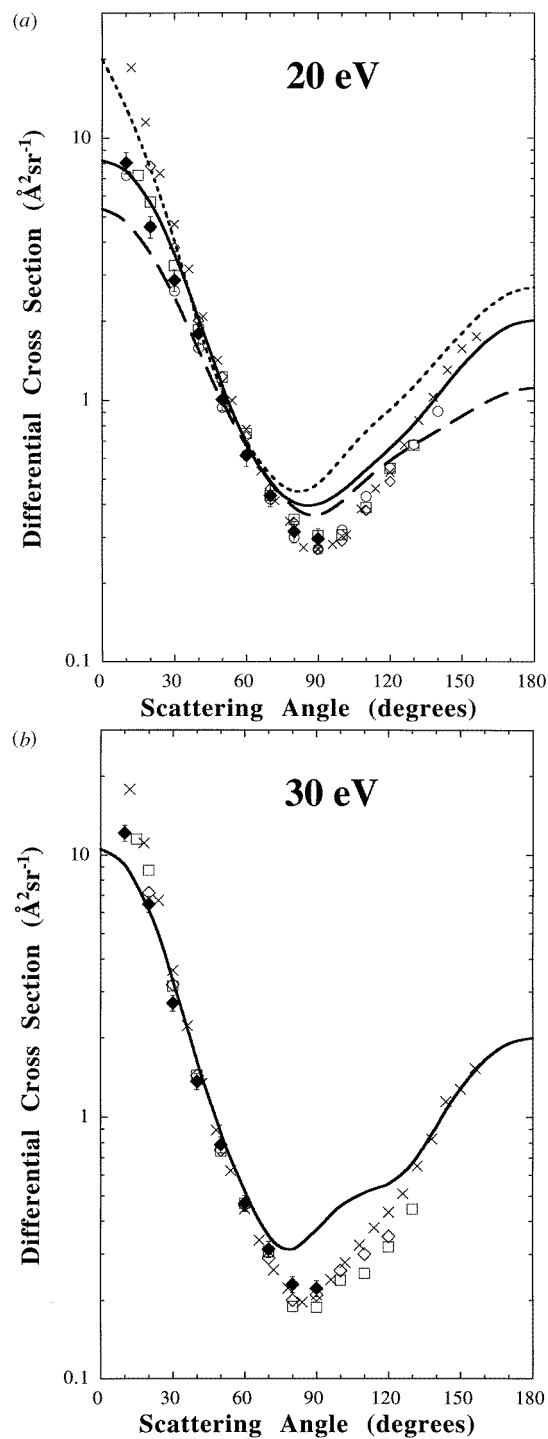 (a)
20 eV
Differential Cross Section (Å²sr⁻¹)
10
1
0.1
0 30 60 90 120 150 180
Scattering Angle (degrees)
(b)
30 eV
Differential Cross Section (Å²sr⁻¹)
10
1
0.1
0 30 60 90 120 150 180
Scattering Angle (degrees)